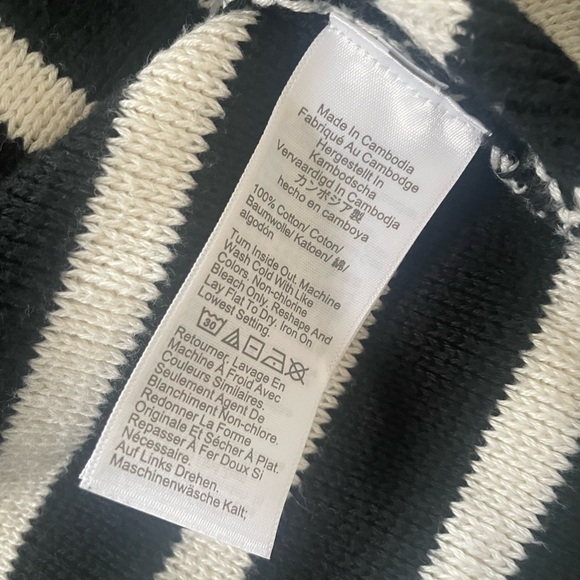 Made In Cambodia
Fabriqué Au Cambodge
Hergestellt in
Kambodscha
Vervaardigd In Cambodja
カンボジア製
hecho en camboya
100% Cotton/ Coton/
Baumwolle/ Katoen/ 綿/
algodón
Turn Inside Out. Machine
Wash Cold With Like
Colors, Non-chlorine
Bleach Only, Reshape And
Lay Flat To Dry. Iron On
Lowest Setting.
30
Retourner. Lavage En
Machine À Froid Avec
Couleurs Similaires.
Seulement Agent De
Blanchiment Non-chlore.
Redonner La Forme
Originale Et Sécher À Plat.
Repasser À Fer Doux Si
Nécessaire.
Auf Links Drehen.
Maschinenwäsche Kalt;